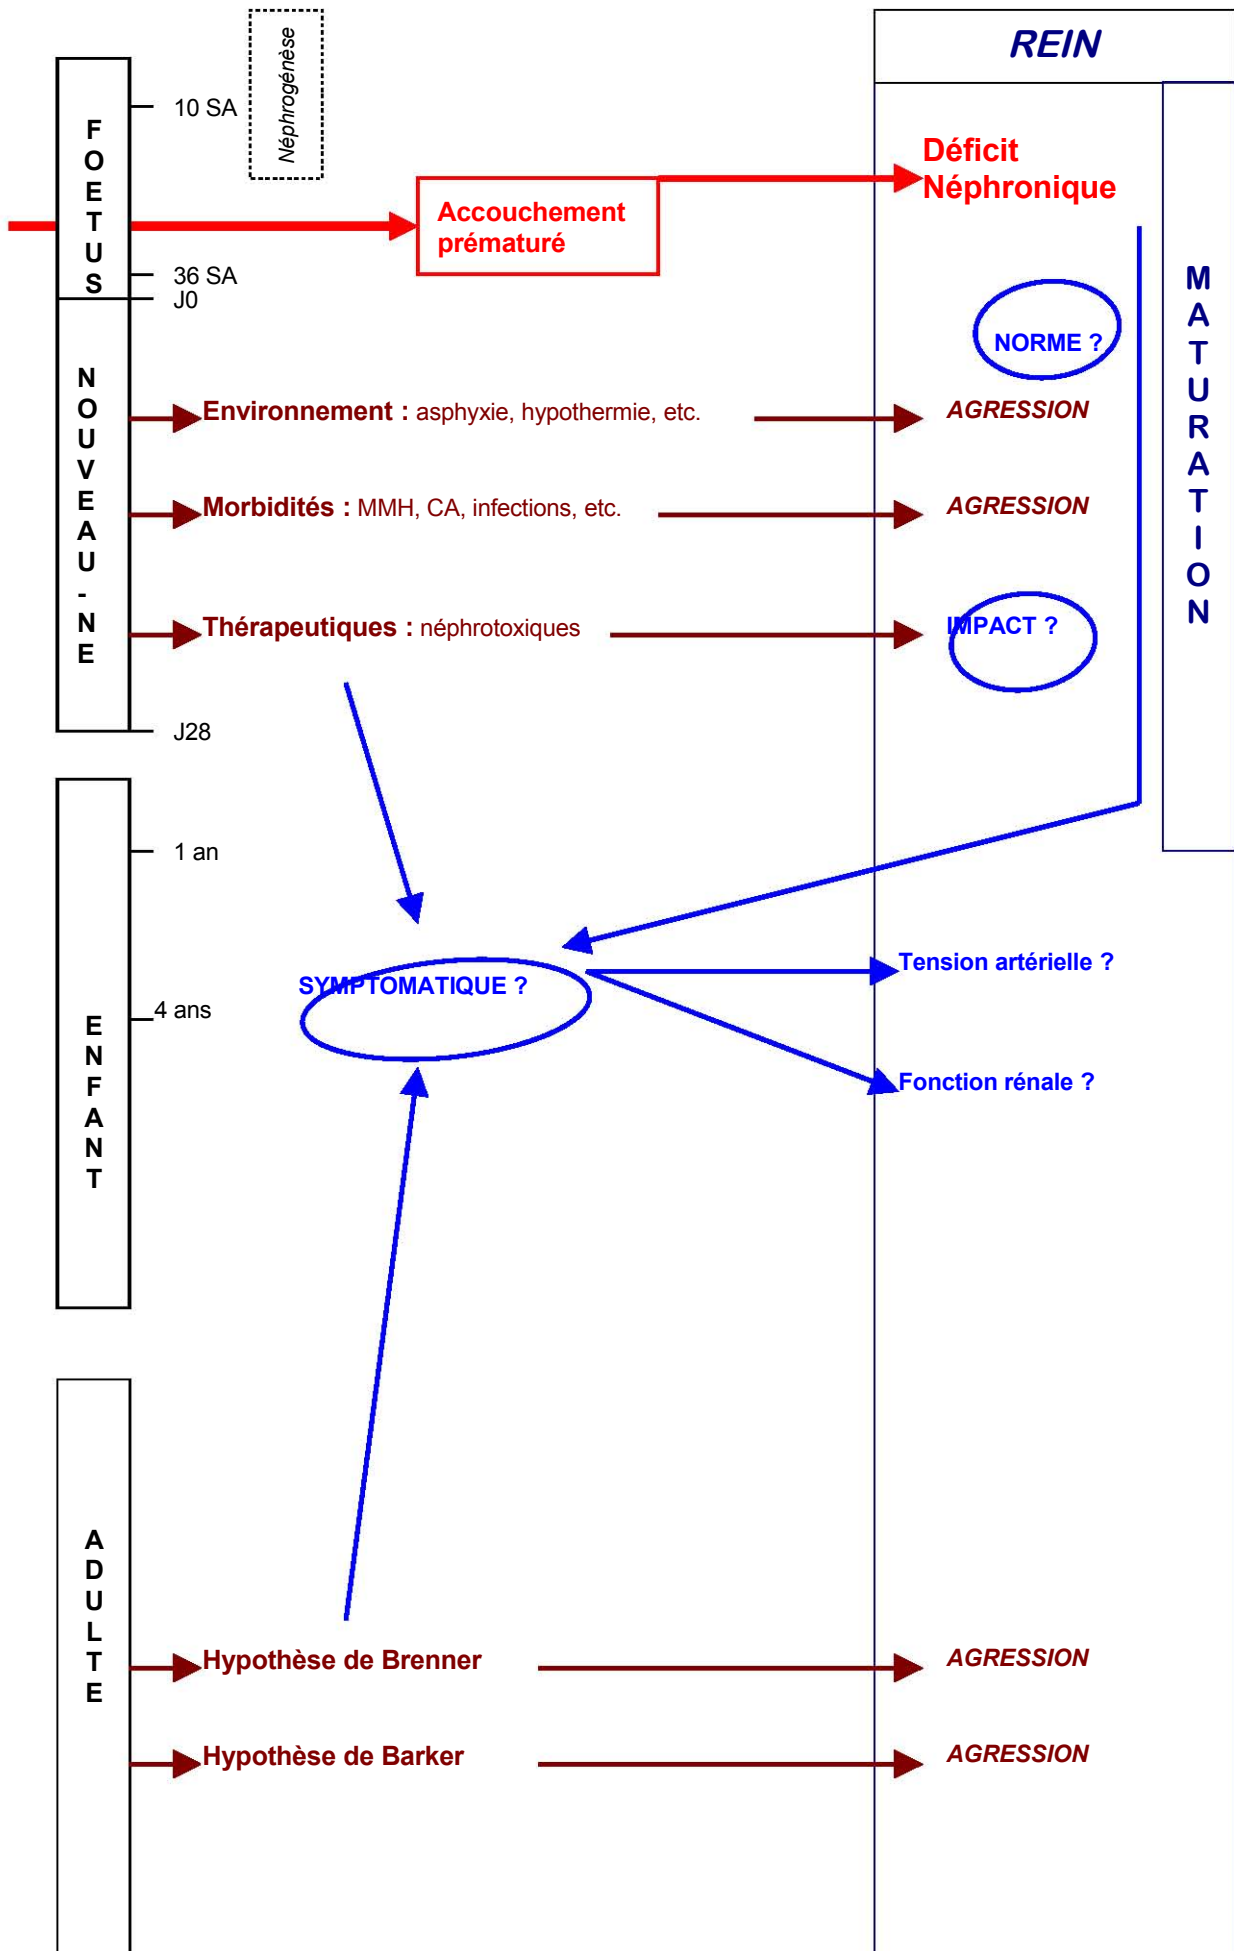 REIN
Néphrogénèse
FOETUS
10 SA
Déficit
Néphronique
Accouchement
prématuré
36 SA
J0
MATURATION
NORME ?
NOUVEAU-NE
Environnement : asphyxie, hypothermie, etc.
AGRESSION
Morbidités : MMH, CA, infections, etc.
AGRESSION
Thérapeutiques : néphrotoxiques
IMPACT ?
J28
1 an
ENFANT
SYMPTOMATIQUE ?
Tension artérielle ?
4 ans
Fonction rénale ?
ADULTE
Hypothèse de Brenner
AGRESSION
Hypothèse de Barker
AGRESSION